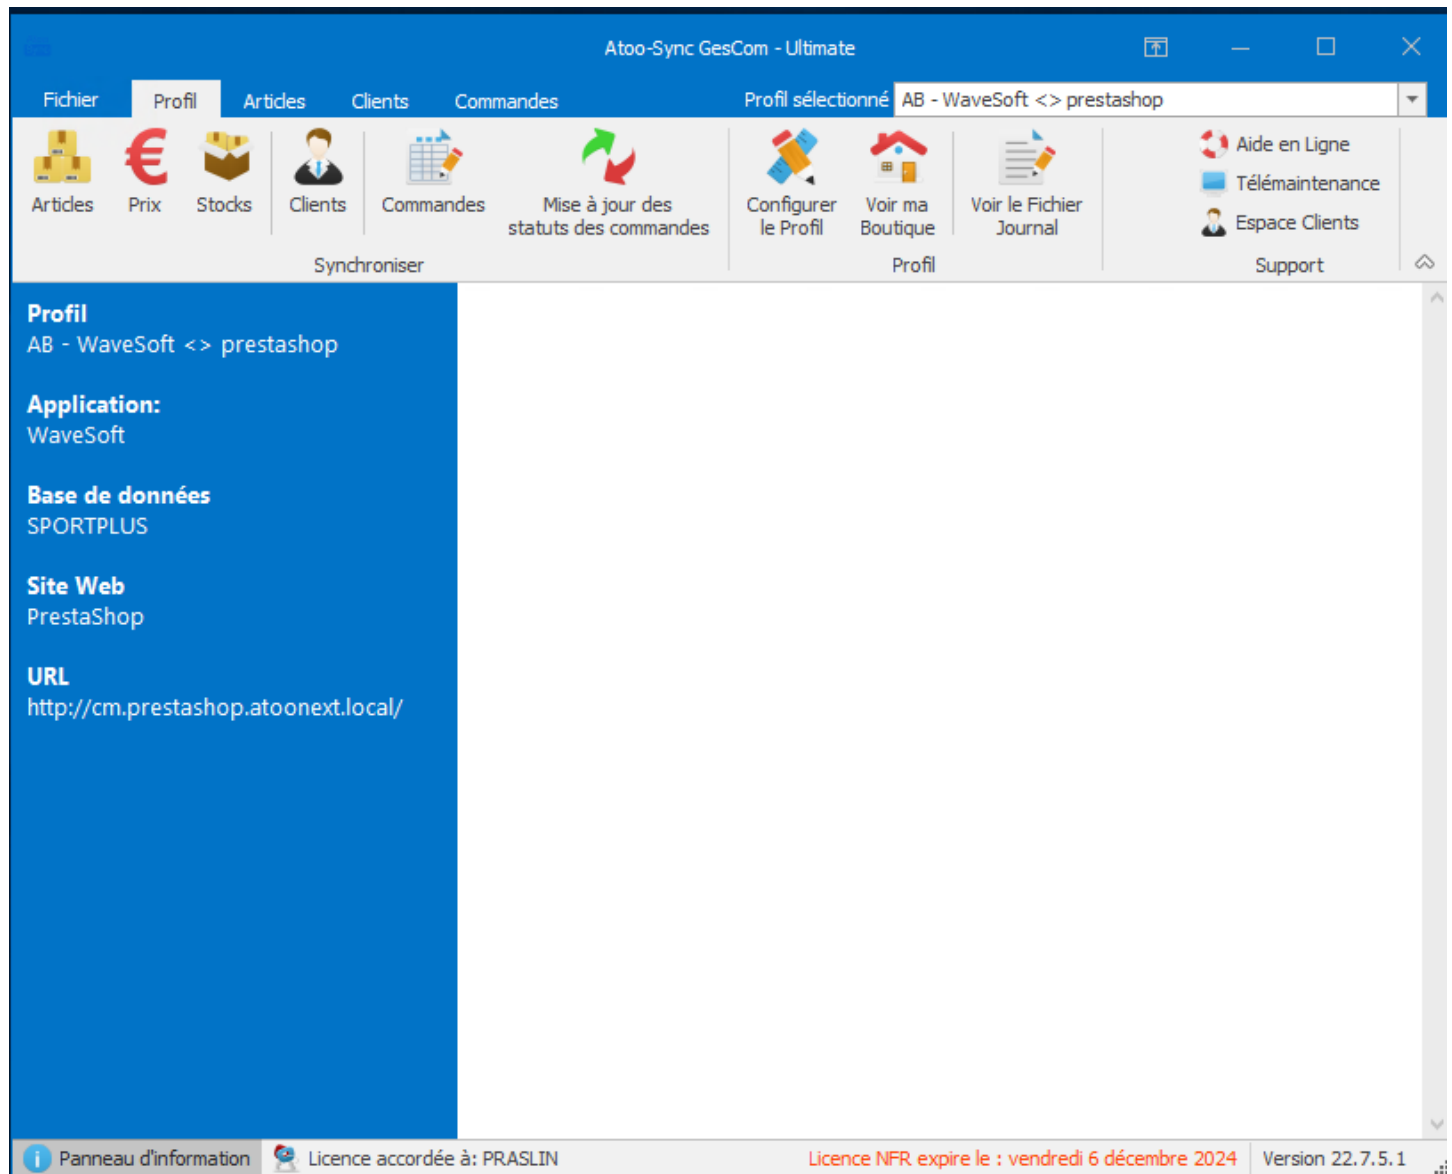 Atoo-Sync GesCom - Ultimate
Fichier Profil Articles Clients Commandes Profil sélectionné AB - WaveSoft <> prestashop
Articles Prix Stocks Clients Commandes Mise à jour des statuts des commandes
Synchroniser
Configurer le Profil Voir ma Boutique Voir le Fichier Journal
Profil
Aide en Ligne
Télémaintenance
Espace Clients
Support
Profil
AB - WaveSoft <> prestashop
Application:
WaveSoft
Base de données
SPORTPLUS
Site Web
PrestaShop
URL
http://cm.prestashop.atoonext.local/
Panneau d'information Licence accordée à: PRASLIN Licence NFR expire le : vendredi 6 décembre 2024 Version 22.7.5.1